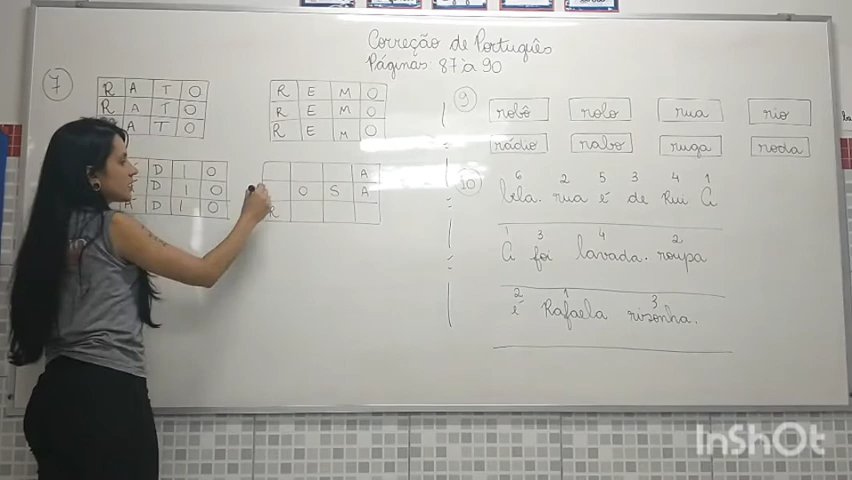 Correção de Português
Páginas: 87 à 90
7
R A T O
R A T O
A T O
R E M O
R E M O
R E M O
D I O
D I O
A D I O
A
O S A
R
9
robô rolo rua rio
rádio rabo ruga roda
10
6 2 5 3 4 1
bela. rua é de Rui A
1 3 4 2
A foi lavada. roupa
2 1 3
é Rafaela risonha.
InShOt